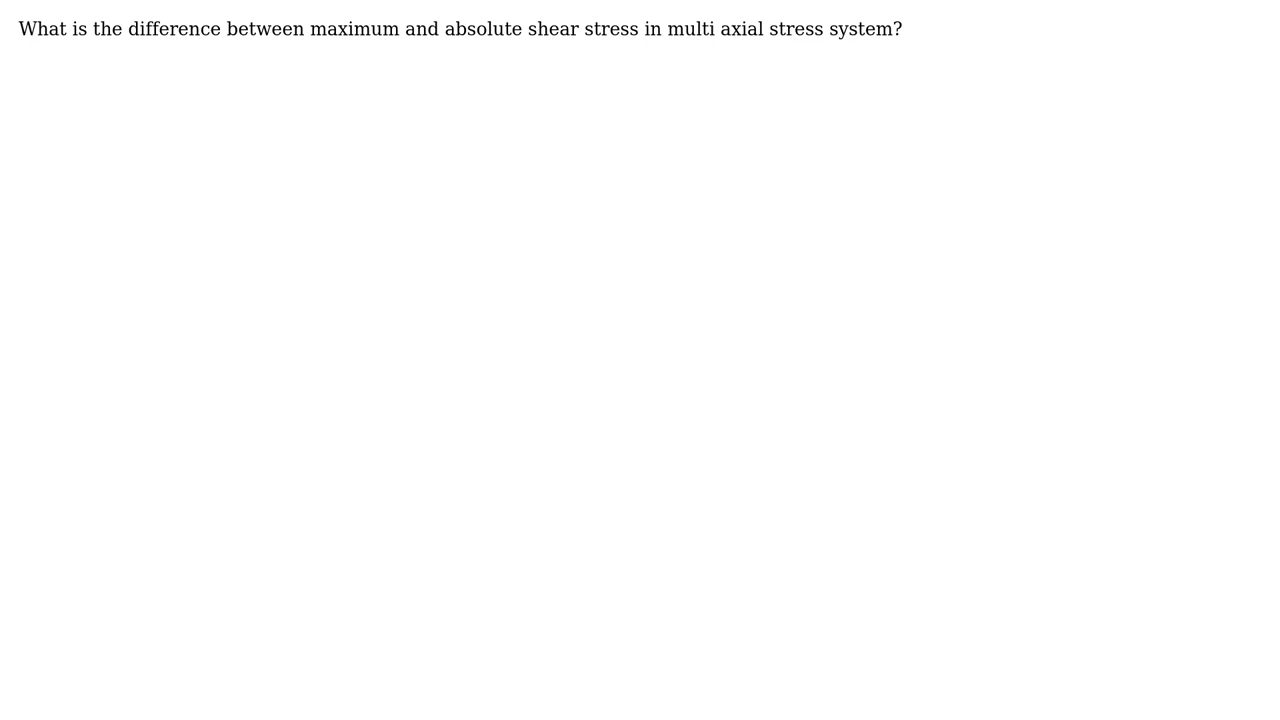 What is the difference between maximum and absolute shear stress in multi axial stress system?